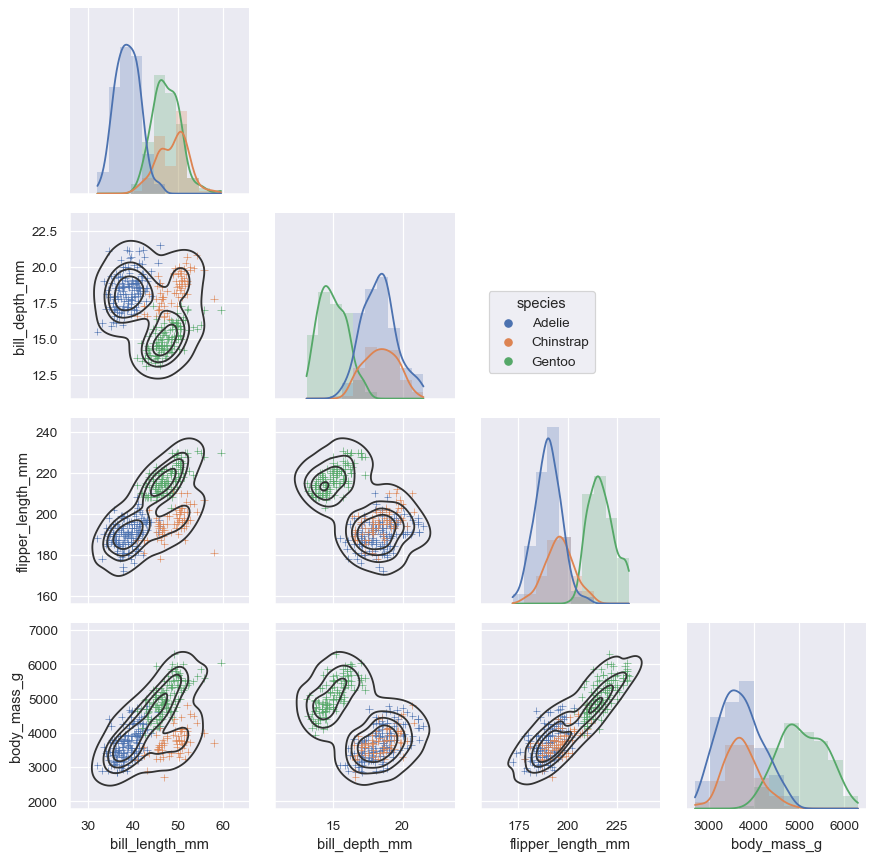 22.5
20.0
17.5
15.0
12.5
bill_depth_mm
species
Adelie
Chinstrap
Gentoo
240
220
200
180
160
flipper_length_mm
7000
6000
5000
4000
3000
2000
body_mass_g
30 40 50 60
bill_length_mm
15 20
bill_depth_mm
175 200 225
flipper_length_mm
3000 4000 5000 6000
body_mass_g